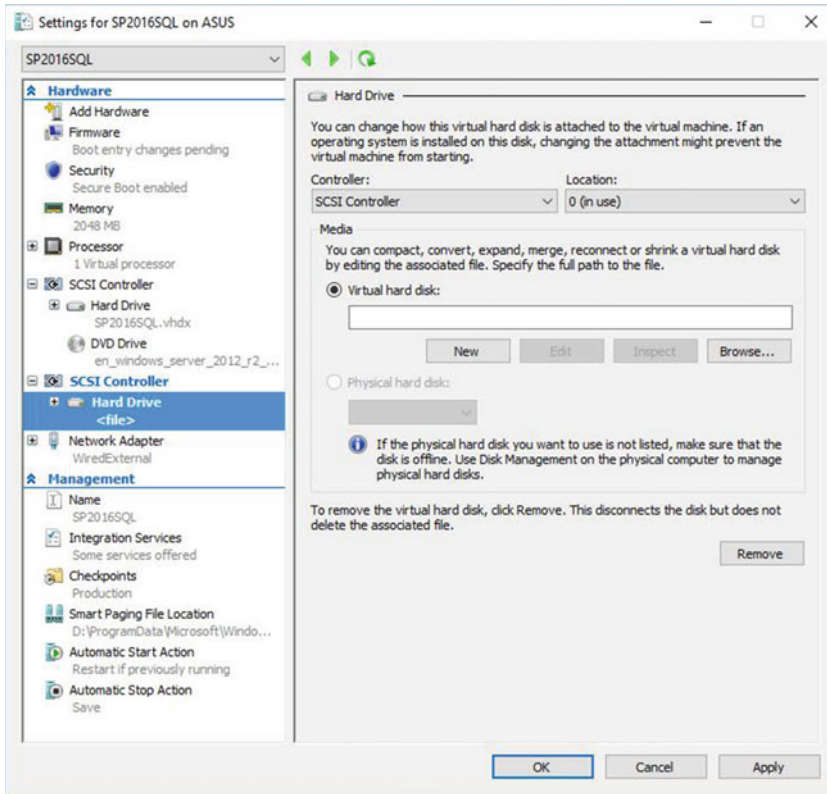 Settings for SP2016SQL on ASUS
SP2016SQL
Hardware
Add Hardware
Firmware
Boot entry changes pending
Security
Secure Boot enabled
Memory
2048 MB
Processor
1 Virtual processor
SCSI Controller
Hard Drive
SP2016SQL.vhdx
DVD Drive
en_windows_server_2012_r2_...
SCSI Controller
Hard Drive
<file>
Network Adapter
WiredExternal
Management
Name
SP2016SQL
Integration Services
Some services offered
Checkpoints
Production
Smart Paging File Location
D:\ProgramData\Microsoft\Windo...
Automatic Start Action
Restart if previously running
Automatic Stop Action
Save
Hard Drive
You can change how this virtual hard disk is attached to the virtual machine. If an
operating system is installed on this disk, changing the attachment might prevent the
virtual machine from starting.
Controller:
Location:
SCSI Controller
0 (in use)
Media
You can compact, convert, expand, merge, reconnect or shrink a virtual hard disk
by editing the associated file. Specify the full path to the file.
Virtual hard disk:
New
Edit
Inspect
Browse...
Physical hard disk:
If the physical hard disk you want to use is not listed, make sure that the
disk is offline. Use Disk Management on the physical computer to manage
physical hard disks.
To remove the virtual hard disk, click Remove. This disconnects the disk but does not
delete the associated file.
Remove
OK
Cancel
Apply